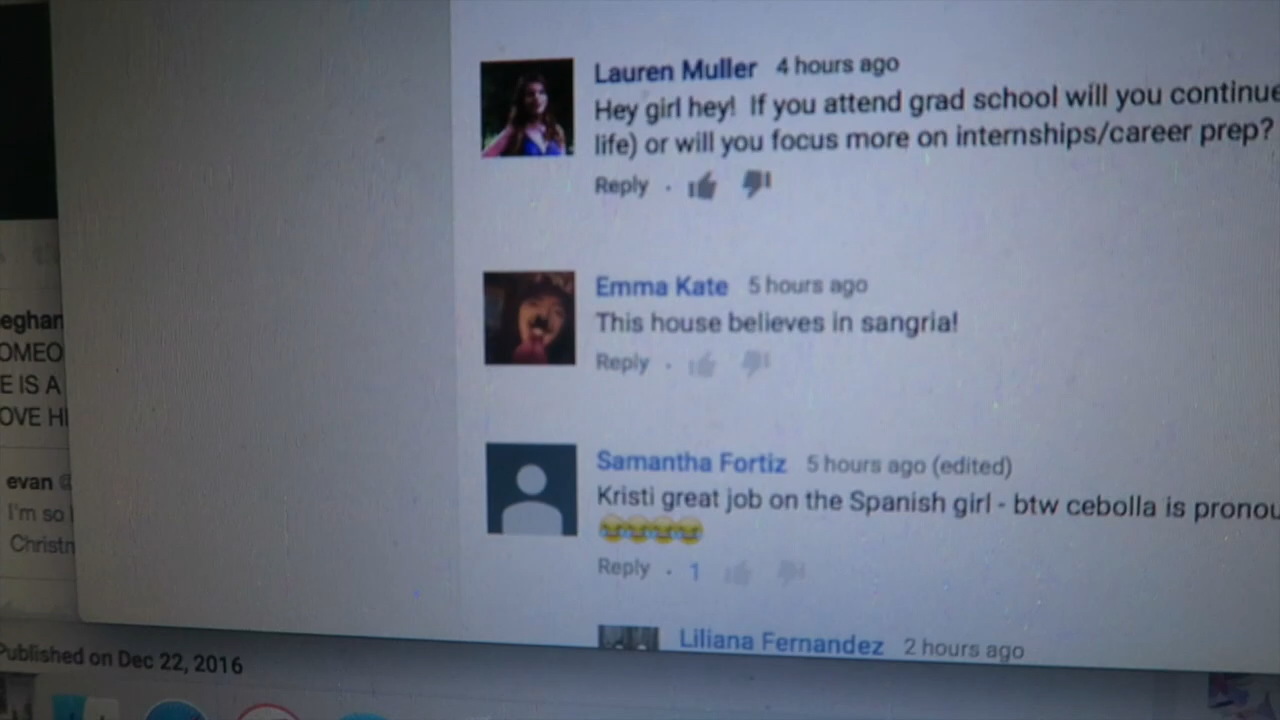 Lauren Muller 4 hours ago
Hey girl hey! If you attend grad school will you continue
life) or will you focus more on internships/career prep?
Reply ·
Emma Kate 5 hours ago
This house believes in sangria!
Reply ·
Samantha Fortiz 5 hours ago (edited)
Kristi great job on the Spanish girl - btw cebolla is pronou
😂😂😂😂
Reply · 1
Liliana Fernandez 2 hours ago
eghan
OMEO
E IS A
OVE HI
evan @
I'm so
Christn
Published on Dec 22, 2016